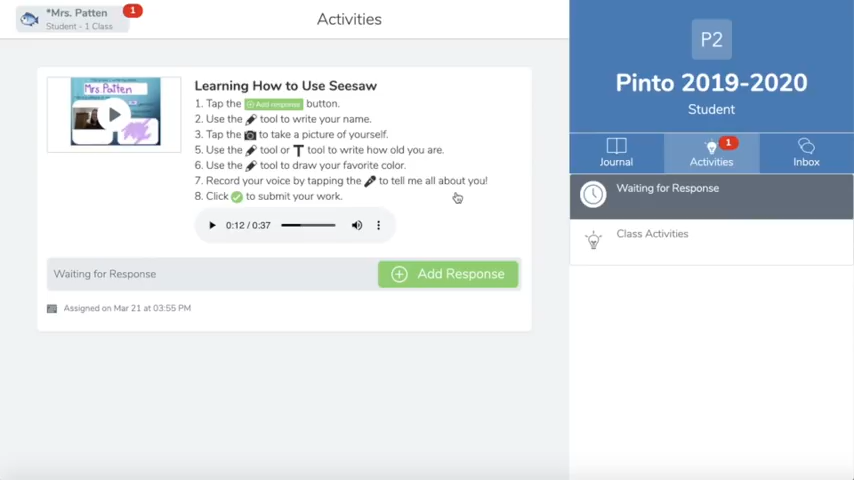 *Mrs. Patten
1
Student - 1 Class
Activities
Mrs.Patten
Learning How to Use Seesaw
1. Tap the Add response button.
2. Use the tool to write your name.
3. Tap the to take a picture of yourself.
5. Use the tool or T tool to write how old you are.
6. Use the tool to draw your favorite color.
7. Record your voice by tapping the to tell me all about you!
8. Click to submit your work.
0:12 / 0:37
Waiting for Response
Add Response
Assigned on Mar 21 at 03:55 PM
P2
Pinto 2019-2020
Student
1
Journal
Activities
Inbox
Waiting for Response
Class Activities